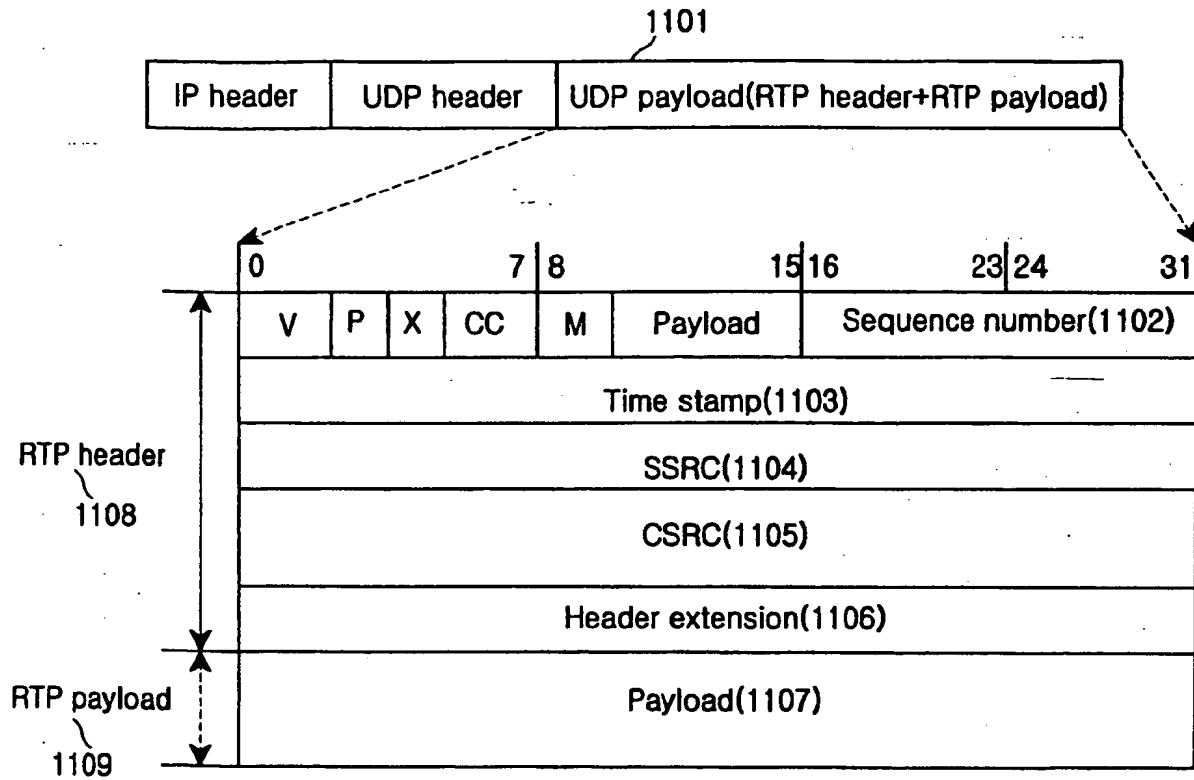 1101
IP header UDP header UDP payload(RTP header+RTP payload)
0 7 8 15 16 23 24 31
V P X CC M Payload Sequence number(1102)
Time stamp(1103)
RTP header
1108
SSRC(1104)
CSRC(1105)
Header extension(1106)
RTP payload
1109
Payload(1107)